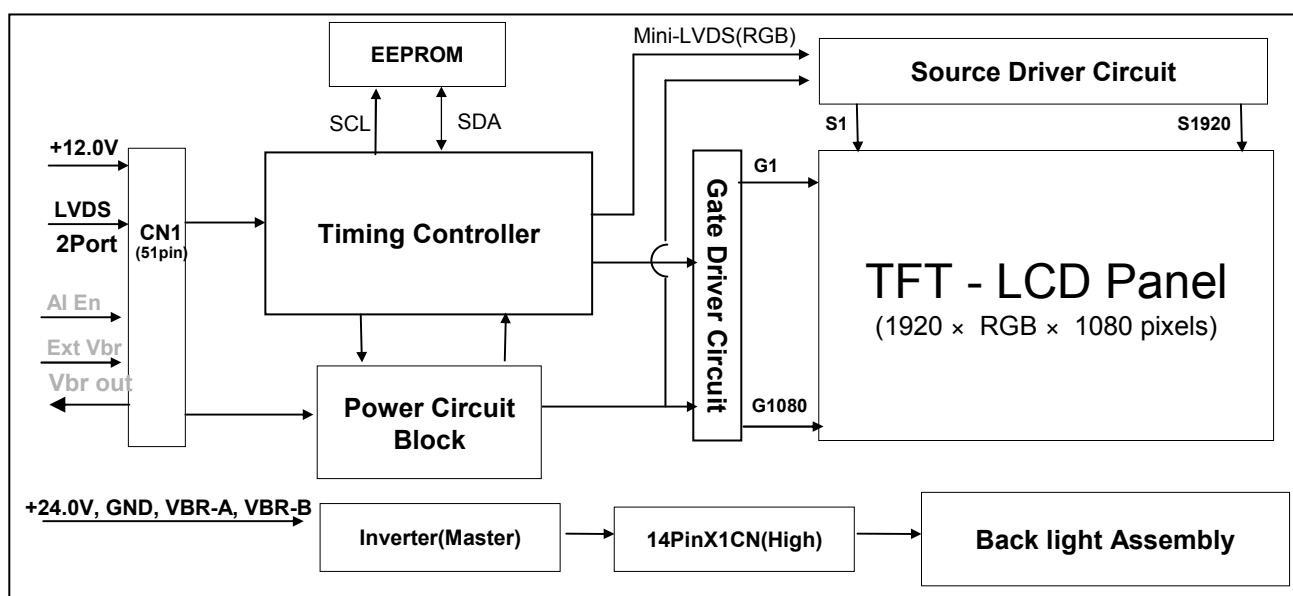 Mini-LVDS(RGB)
EEPROM
Source Driver Circuit
SCL
SDA
S1
S1920
+12.0V
LVDS
2Port
CN1
(51pin)
Timing Controller
G1
Gate Driver Circuit
TFT - LCD Panel
(1920 × RGB × 1080 pixels)
AI En
Ext Vbr
Vbr out
Power Circuit
Block
G1080
+24.0V, GND, VBR-A, VBR-B
Inverter(Master)
14PinX1CN(High)
Back light Assembly